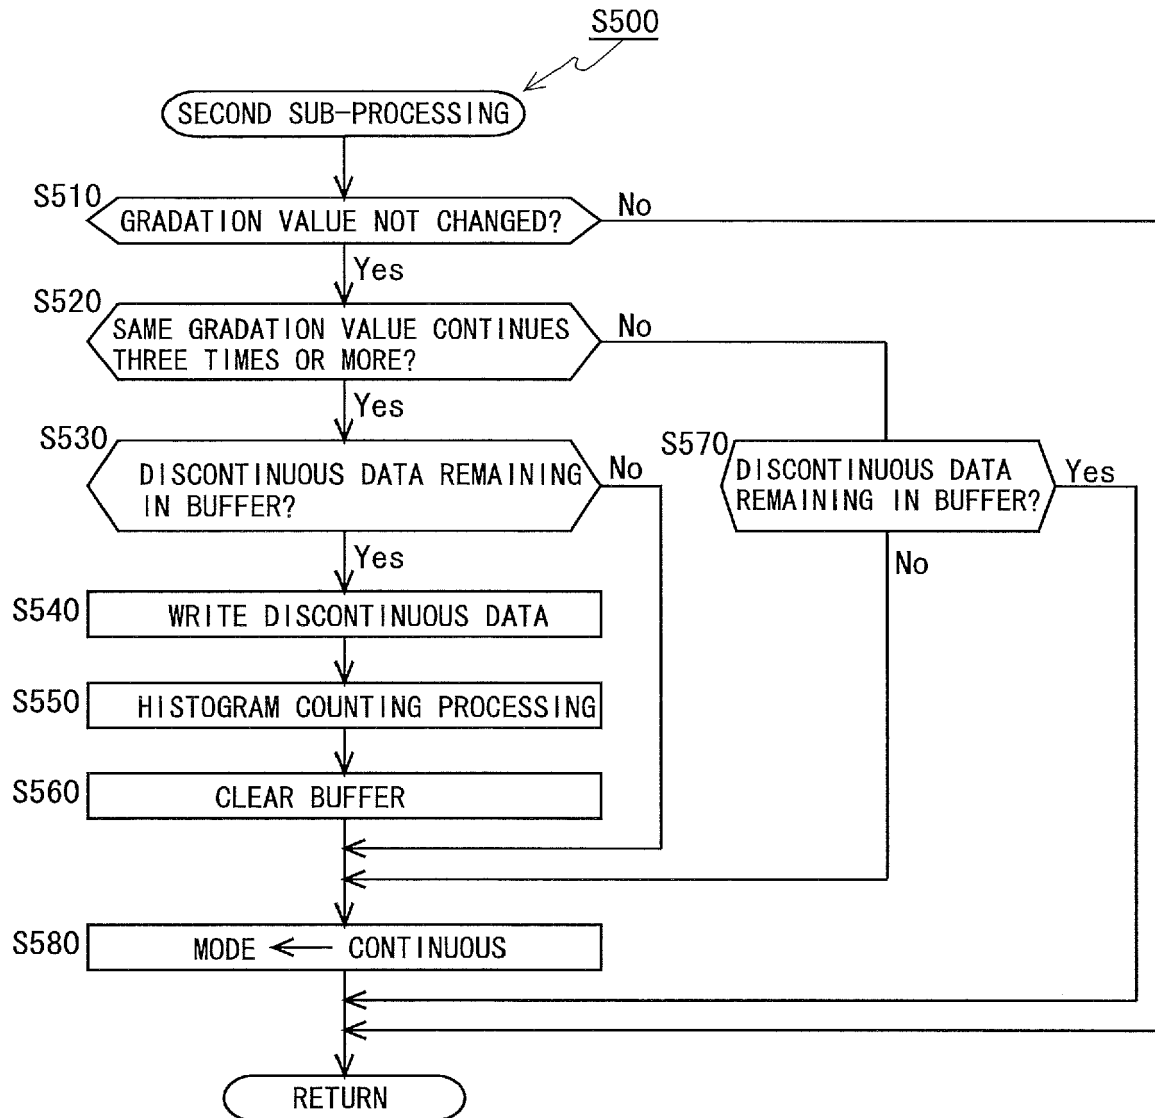 S500
SECOND SUB-PROCESSING
S510
GRADATION VALUE NOT CHANGED?
No
Yes
S520
SAME GRADATION VALUE CONTINUES
THREE TIMES OR MORE?
No
Yes
S530
DISCONTINUOUS DATA REMAINING
IN BUFFER?
No
Yes
S570
DISCONTINUOUS DATA
REMAINING IN BUFFER?
Yes
No
S540
WRITE DISCONTINUOUS DATA
S550
HISTOGRAM COUNTING PROCESSING
S560
CLEAR BUFFER
S580
MODE ← CONTINUOUS
RETURN